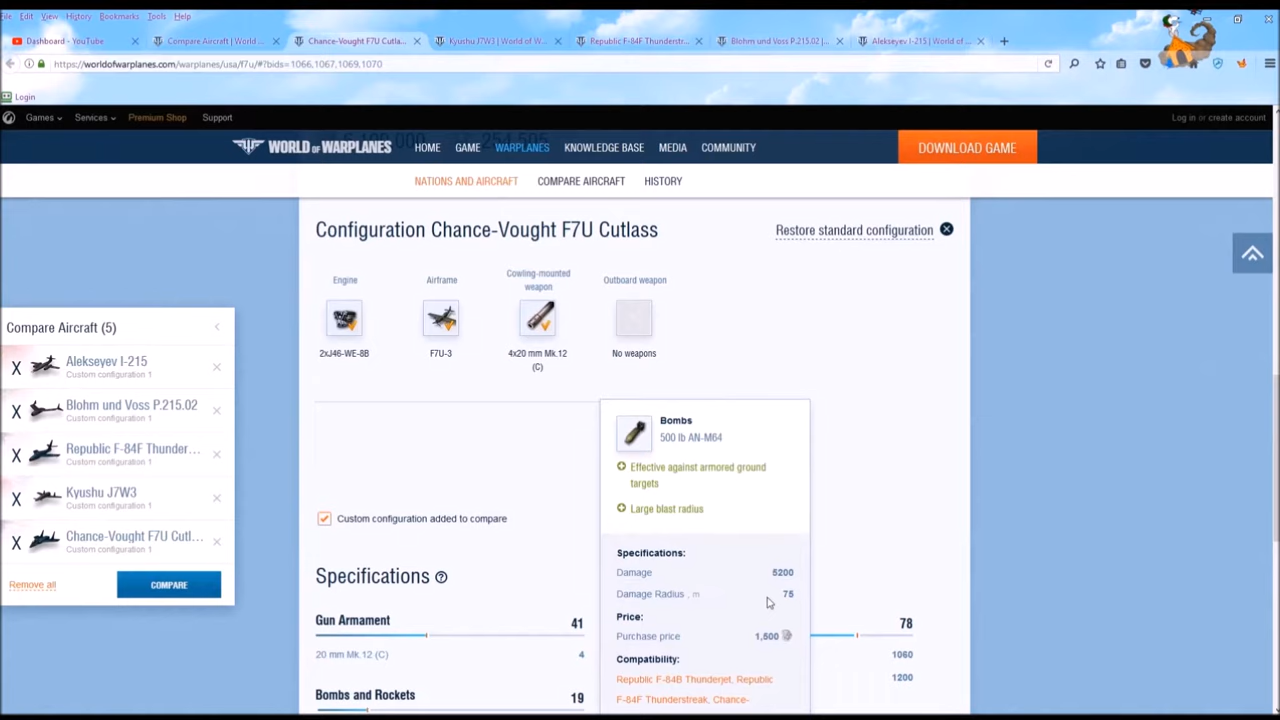 File Edit View History Bookmarks Tools Help
Dashboard - YouTube
Compare Aircraft | World ...
Chance-Vought F7U Cutla...
Kyushu J7W3 | World of W...
Republic F-84F Thunderstr...
Blohm und Voss P.215.02 |...
Alekseyev I-215 | World of ...
https://worldofwarplanes.com/warplanes/usa/f7u/#?bids=1066,1067,1069,1070
Login
Games Services Premium Shop Support
Log in or create account
WORLD OF WARPLANES HOME GAME WARPLANES KNOWLEDGE BASE MEDIA COMMUNITY DOWNLOAD GAME
NATIONS AND AIRCRAFT COMPARE AIRCRAFT HISTORY
Configuration Chance-Vought F7U Cutlass
Restore standard configuration
Engine
2xJ46-WE-8B
Airframe
F7U-3
Cowling-mounted
weapon
4x20 mm Mk.12
(C)
Outboard weapon
No weapons
Compare Aircraft (5)
X Alekseyev I-215
Custom configuration 1
X Blohm und Voss P.215.02
Custom configuration 1
X Republic F-84F Thunder...
Custom configuration 1
X Kyushu J7W3
Custom configuration 1
X Chance-Vought F7U Cutl...
Custom configuration 1
Remove all COMPARE
Custom configuration added to compare
Bombs
500 lb AN-M64
Effective against armored ground
targets
Large blast radius
Specifications:
Damage 5200
Damage Radius , m 75
Price:
Purchase price 1,500
Compatibility:
Republic F-84B Thunderjet, Republic
F-84F Thunderstreak, Chance-
Specifications
Gun Armament 41
20 mm Mk.12 (C) 4
Bombs and Rockets 19
78
1060
1200